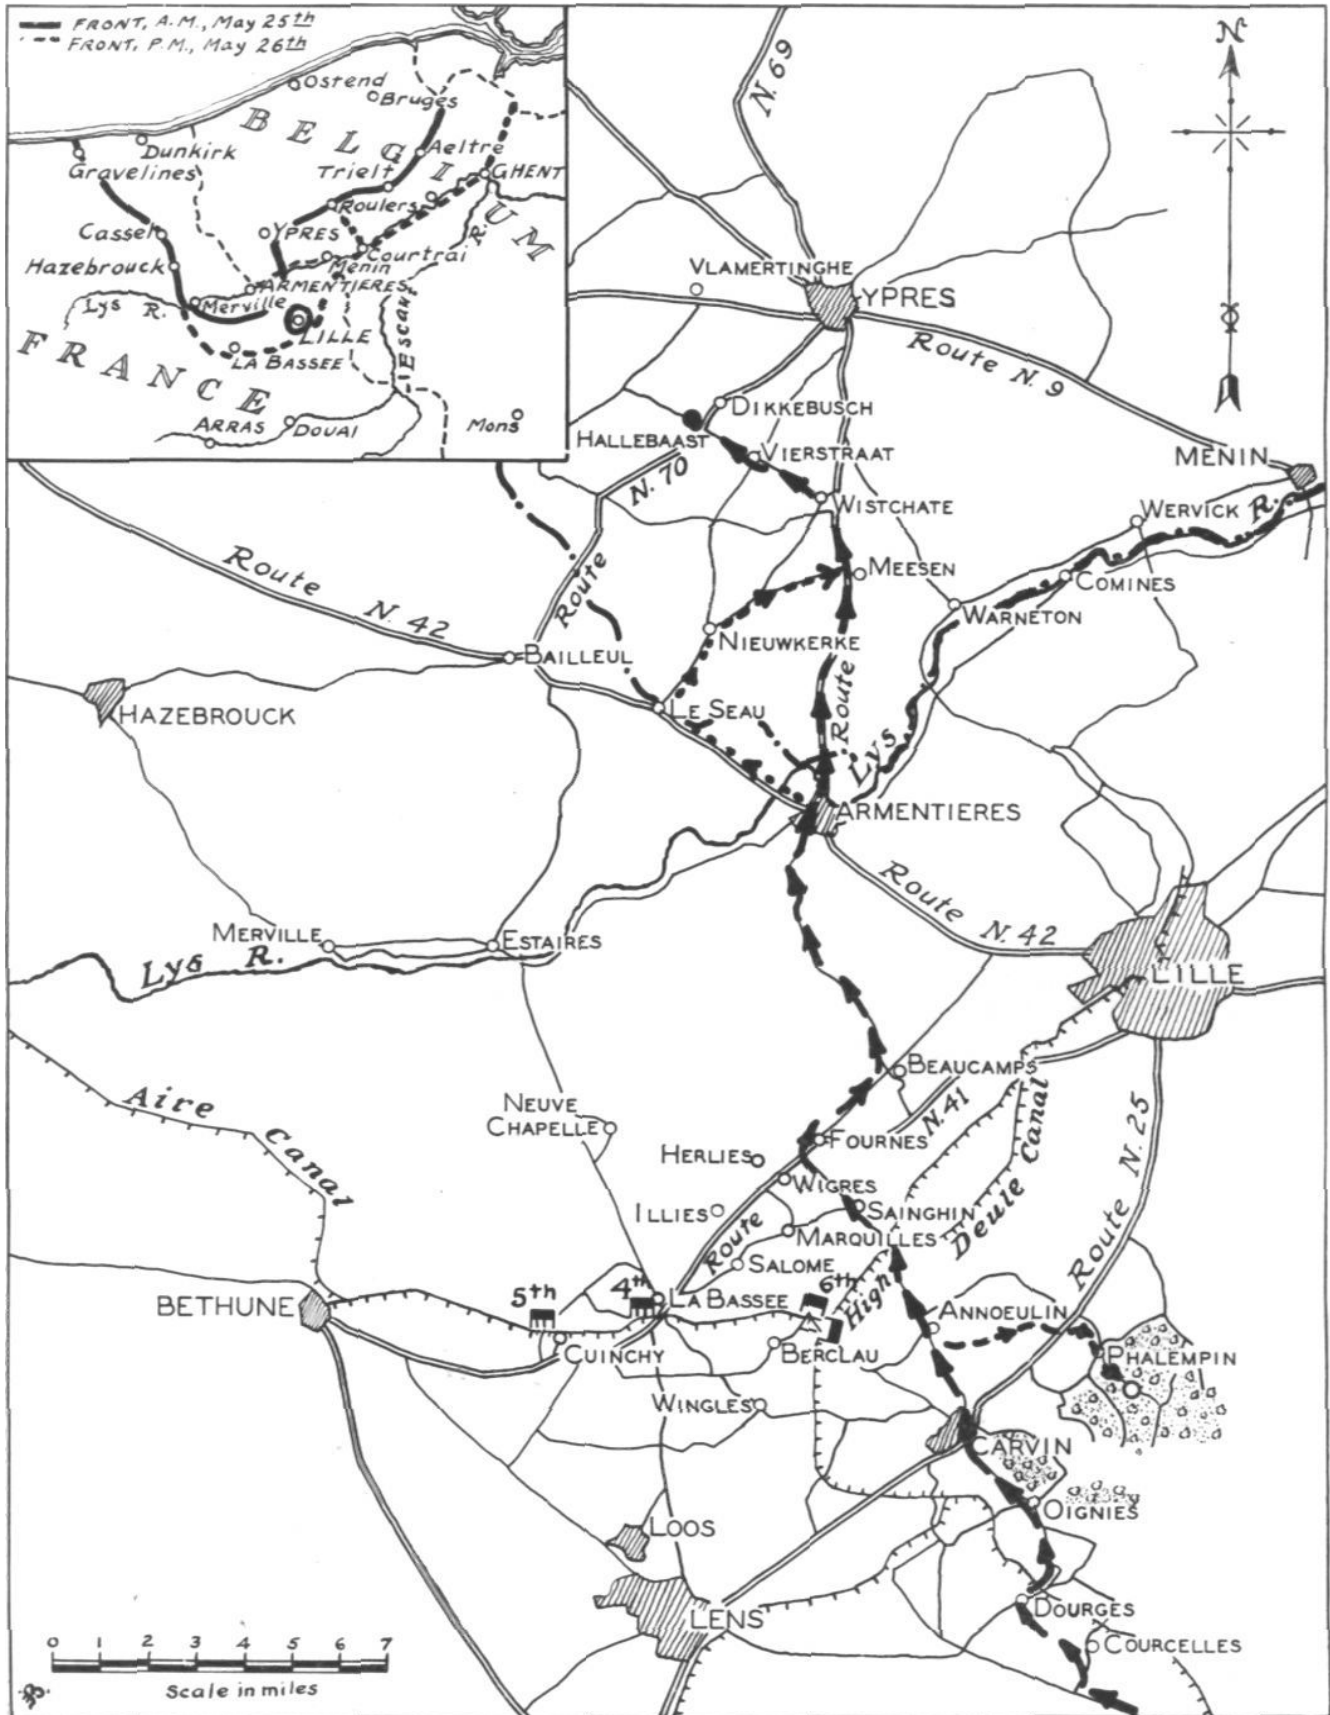 FRONT, A.M., May 25th
FRONT, P.M., May 26th
Ostend
Bruges
BELGIUM
Dunkirk
Gravelines
Aeltre
Trielt
GHENT
Roulers
Cassel
YPRES
Courtrai
Menin
Hazebrouck
ARMENTIERES
Lys R.
Merville
LILLE
LA BASSEE
Escaut R.
FRANCE
ARRAS
DOUAI
Mons
N
N. 69
VLAMERTINGHE
YPRES
Route N. 9
DIKKEBUSCH
HALLEBAAST
VIERSTRAAT
MENIN
Route N. 70
WISTCHATE
WERVICK
Lys R.
MEESEN
COMINES
Route N. 42
WARNETON
NIEUWKERKE
BAILLEUL
HAZEBROUCK
LE SEAU
Route
ARMENTIERES
Route N. 42
MERVILLE
ESTAIRES
Lys R.
LILLE
BEAUCAMPS
Aire Canal
NEUVE
CHAPELLE
Route N. 41
FOURNES
HERLIES
WIGRES
Deule Canal
Route N. 25
ILLIES
SAINGHIN
MARQUILLES
SALOME
5th
4th
6th
High
BETHUNE
LA BASSEE
ANNOEULIN
CUINCHY
BERCLAU
PHALEMPIN
WINGLES
CARVIN
OIGNIES
LOOS
LENS
DOURGES
COURCELLES
0 1 2 3 4 5 6 7
Scale in miles